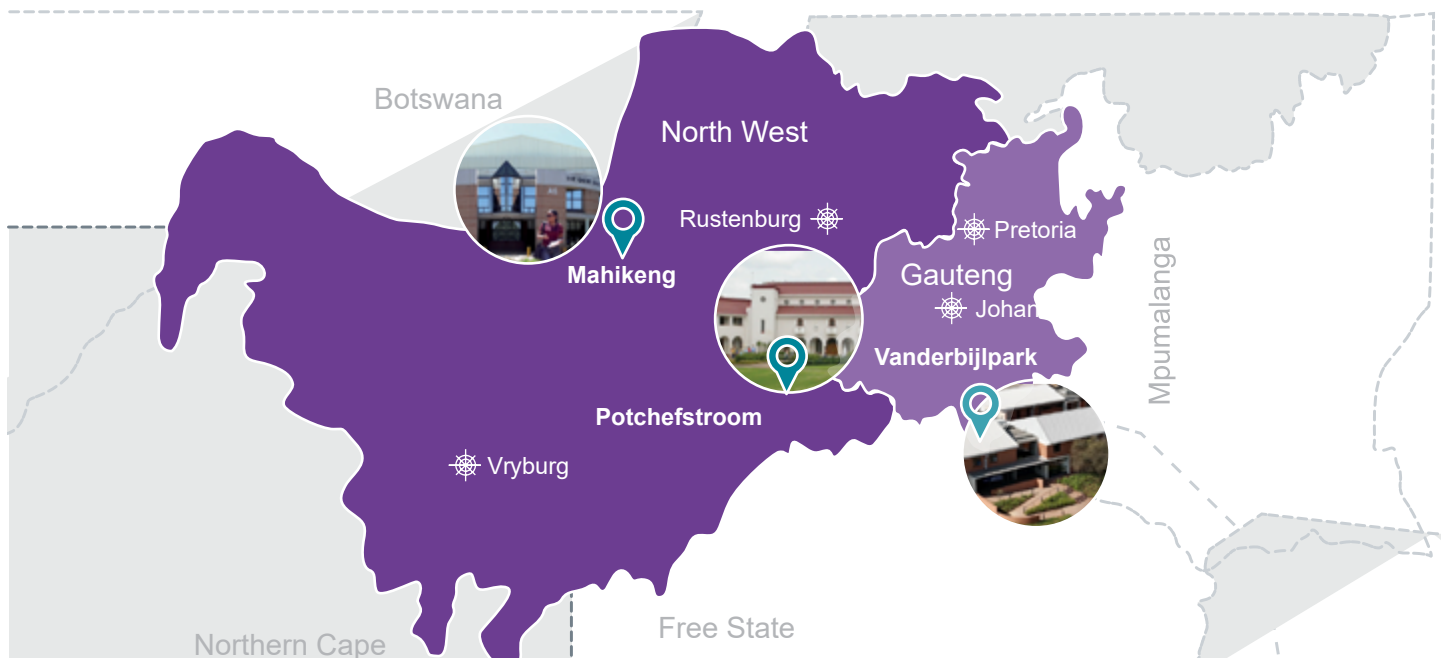 Botswana
North West
Rustenburg
Pretoria
Mahikeng
Gauteng
Johan
Vanderbijlpark
Mpumalanga
Potchefstroom
Vryburg
Free State
Northern Cape